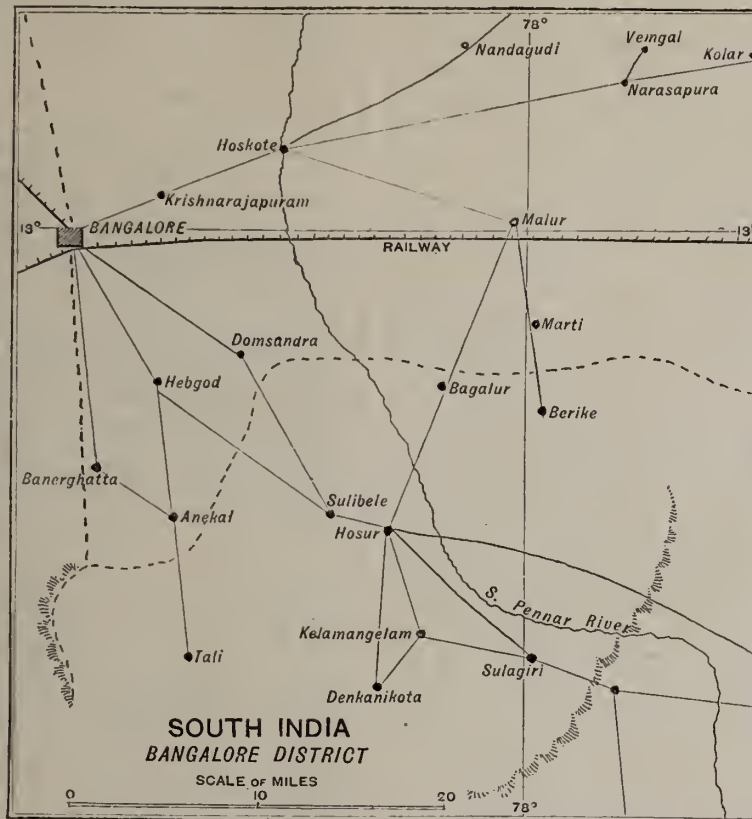 78°
Nandagudi
Vemgal
Kolar
Narasapura
Hoskote
Krishnarajapuram
Malur
13°
BANGALORE
13
RAILWAY
Domsandra
Marti
Hebgod
Bagalur
Berike
Banerghatta
Sulibele
Anekal
Hosur
S. Pennar River
Kelamangelam
Tali
Sulagiri
Denkanikota
SOUTH INDIA
BANGALORE DISTRICT
SCALE OF MILES
0 10 20
78°